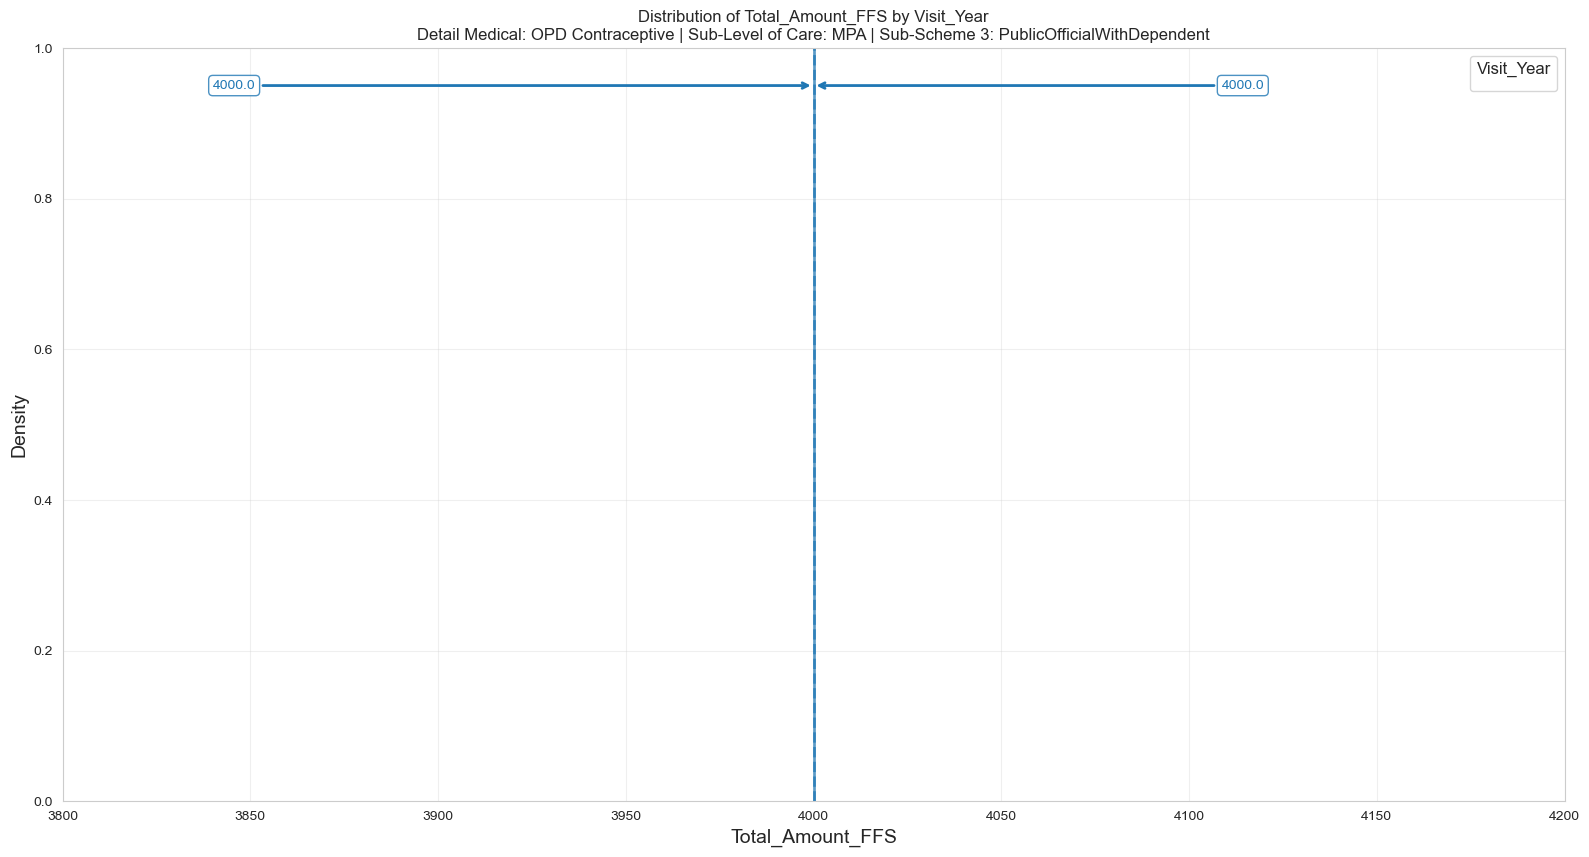 Distribution of Total_Amount_FFS by Visit_Year
Detail Medical: OPD Contraceptive | Sub-Level of Care: MPA | Sub-Scheme 3: PublicOfficialWithDependent
Visit_Year
4000.0
4000.0
1.0
0.8
0.6
0.4
0.2
0.0
Density
3800 3850 3900 3950 4000 4050 4100 4150 4200
Total_Amount_FFS